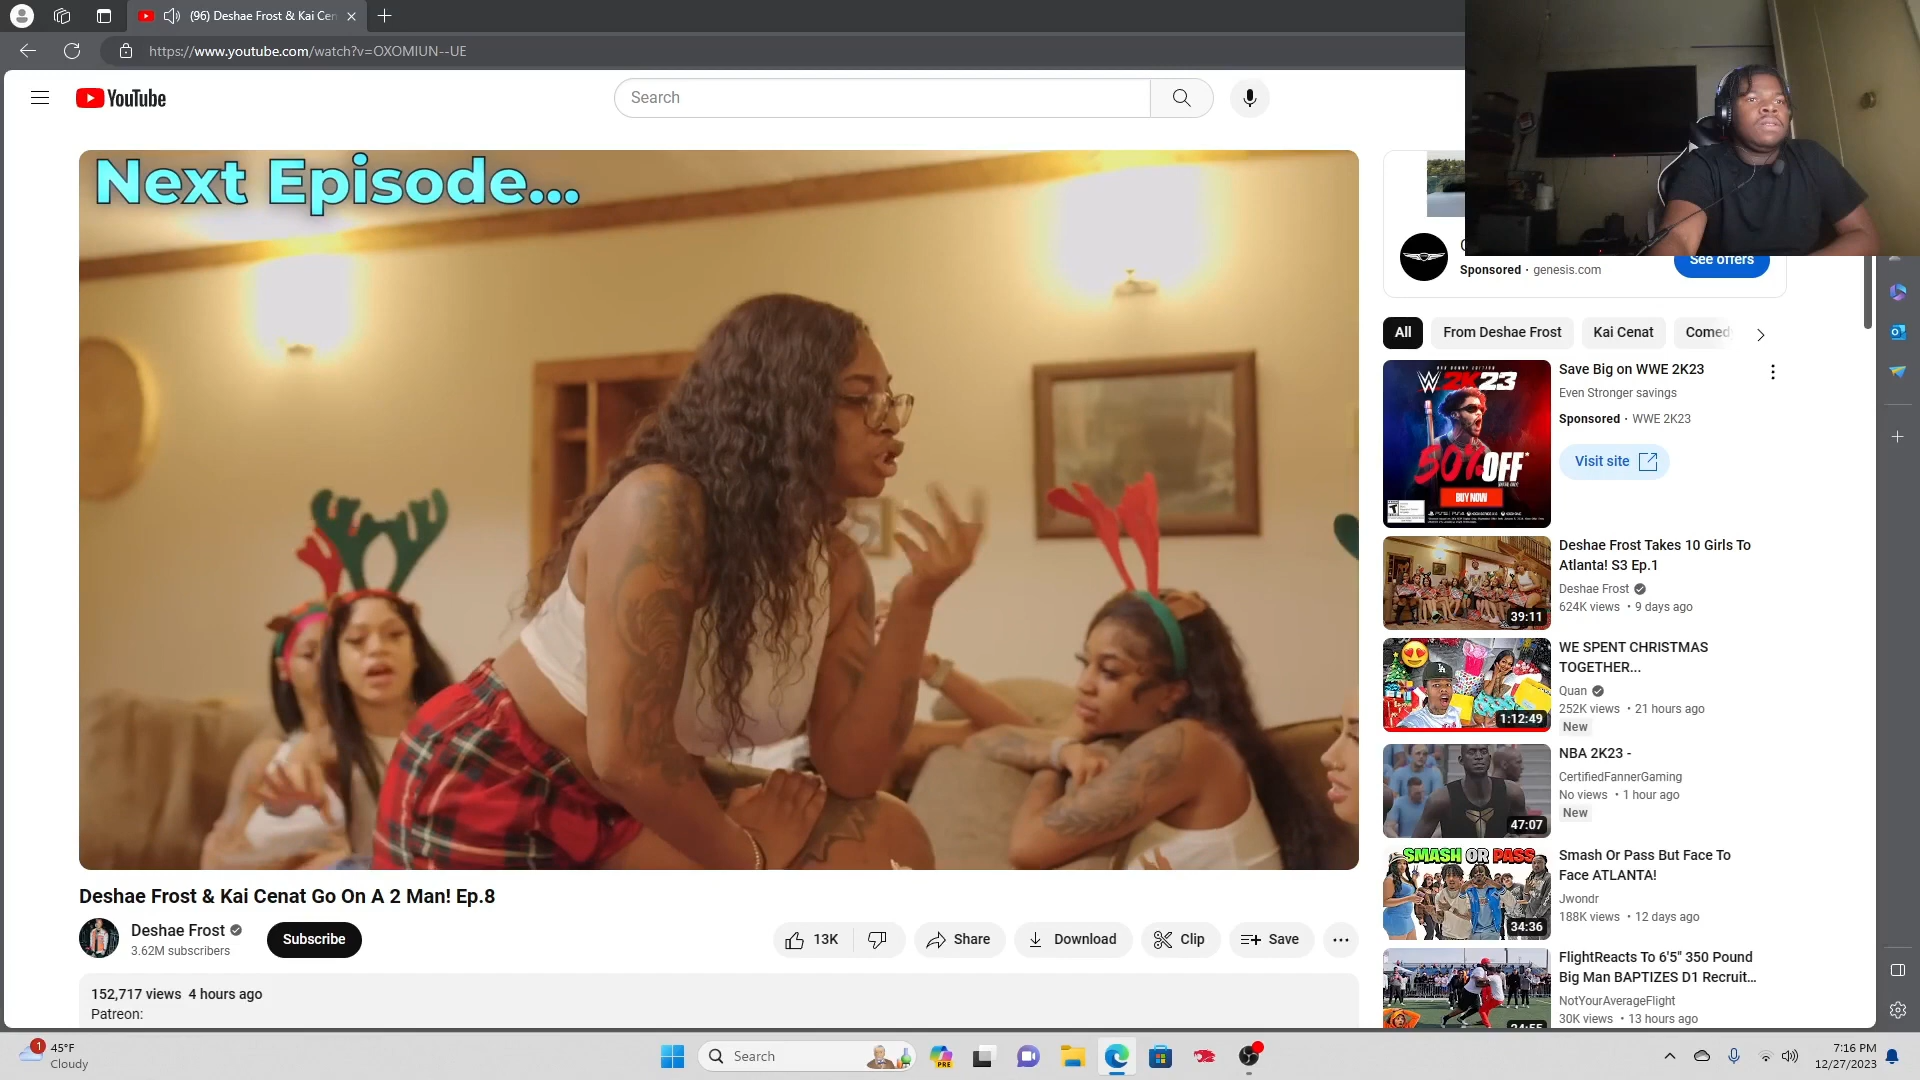 (96) Deshae Frost & Kai Cen
https://www.youtube.com/watch?v=OXOMIUN--UE
YouTube
Search
Next Episode...
Sponsored · genesis.com
See offers
All
From Deshae Frost
Kai Cenat
Comed
2K23
50% OFF*
BUY NOW
Save Big on WWE 2K23
Even Stronger savings
Sponsored · WWE 2K23
Visit site
39:11
Deshae Frost Takes 10 Girls To
Atlanta! S3 Ep.1
Deshae Frost
624K views · 9 days ago
1:12:49
WE SPENT CHRISTMAS
TOGETHER...
Quan
252K views · 21 hours ago
New
47:07
NBA 2K23 -
CertifiedFannerGaming
No views · 1 hour ago
New
SMASH OR PASS
34:36
Smash Or Pass But Face To
Face ATLANTA!
Jwondr
188K views · 12 days ago
FlightReacts To 6'5" 350 Pound
Big Man BAPTIZES D1 Recruit...
NotYourAverageFlight
30K views · 13 hours ago
Deshae Frost & Kai Cenat Go On A 2 Man! Ep.8
Deshae Frost
3.62M subscribers
Subscribe
13K
Share
Download
Clip
Save
152,717 views 4 hours ago
Patreon:
1
45°F
Cloudy
Search
PRE
7:16 PM
12/27/2023